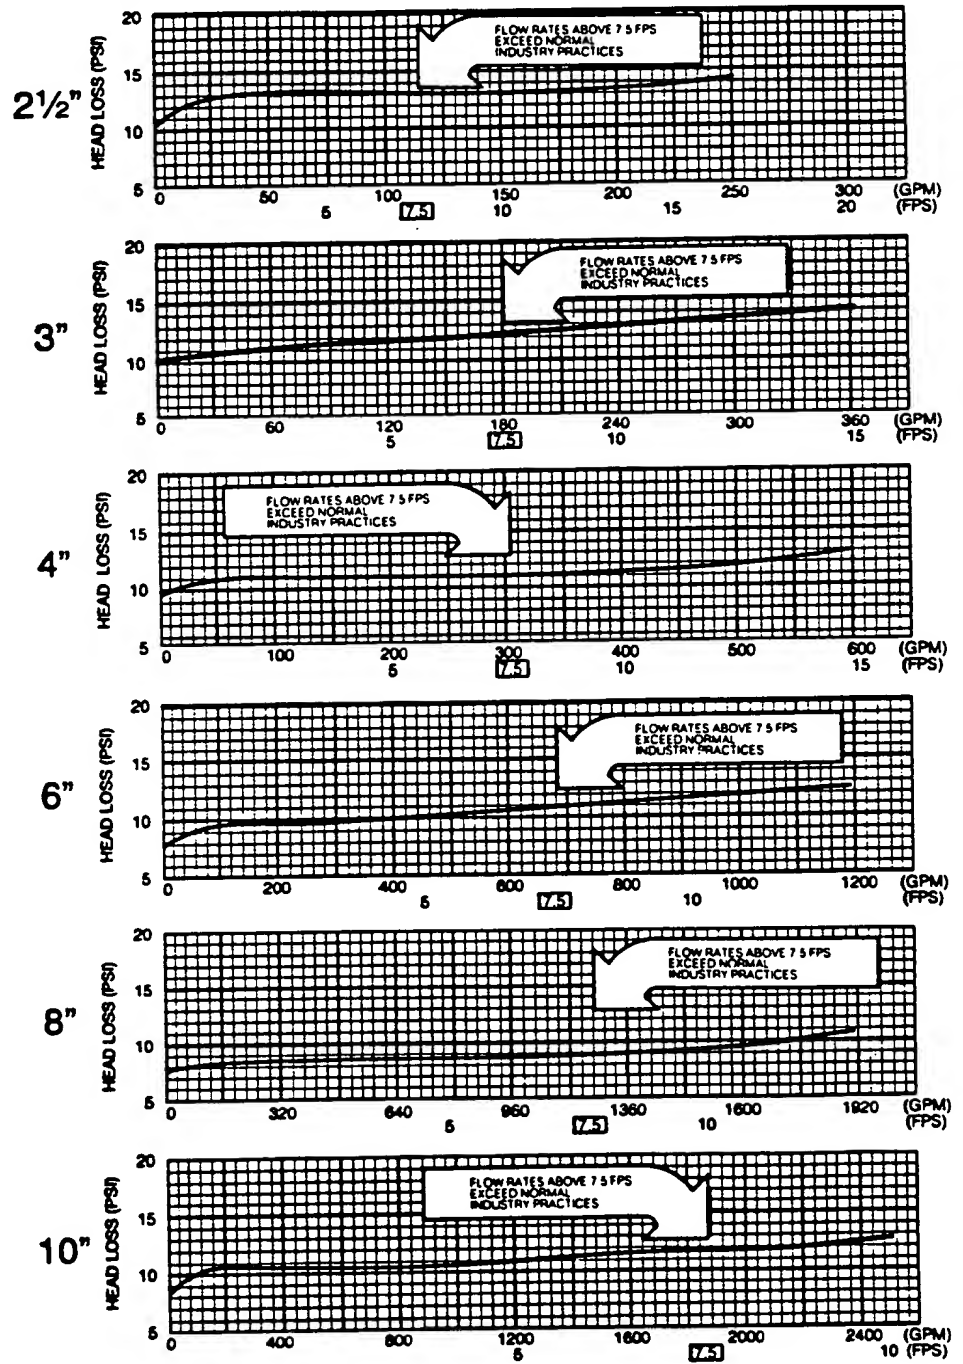 2½"
HEAD LOSS (PSI)
20
15
10
5
FLOW RATES ABOVE 7.5 FPS
EXCEED NORMAL
INDUSTRY PRACTICES
0 50 100 150 200 250 300 (GPM)
5 7.5 10 15 20 (FPS)
3"
HEAD LOSS (PSI)
20
15
10
5
FLOW RATES ABOVE 7.5 FPS
EXCEED NORMAL
INDUSTRY PRACTICES
0 60 120 180 240 300 360 (GPM)
5 7.5 10 15 (FPS)
4"
HEAD LOSS (PSI)
20
15
10
5
FLOW RATES ABOVE 7.5 FPS
EXCEED NORMAL
INDUSTRY PRACTICES
0 100 200 300 400 500 600 (GPM)
5 7.5 10 15 (FPS)
6"
HEAD LOSS (PSI)
20
15
10
5
FLOW RATES ABOVE 7.5 FPS
EXCEED NORMAL
INDUSTRY PRACTICES
0 200 400 600 800 1000 1200 (GPM)
5 7.5 10 (FPS)
8"
HEAD LOSS (PSI)
20
15
10
5
FLOW RATES ABOVE 7.5 FPS
EXCEED NORMAL
INDUSTRY PRACTICES
0 320 640 960 1360 1600 1920 (GPM)
5 7.5 10 (FPS)
10"
HEAD LOSS (PSI)
20
15
10
5
FLOW RATES ABOVE 7.5 FPS
EXCEED NORMAL
INDUSTRY PRACTICES
0 400 800 1200 1600 2000 2400 (GPM)
5 7.5 10 (FPS)